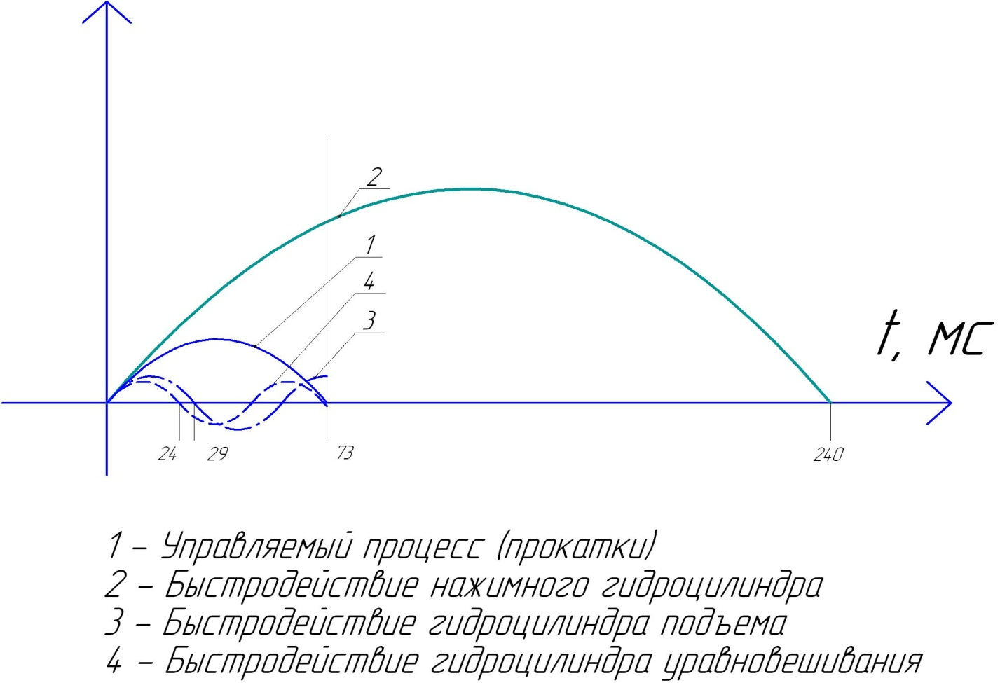 2
1
4
3
t, мс
24
29
73
240
1 – Управляемый процесс (прокатки)
2 – Быстродействие нажимного гидроцилиндра
3 – Быстродействие гидроцилиндра подъема
4 – Быстродействие гидроцилиндра уравновешивания